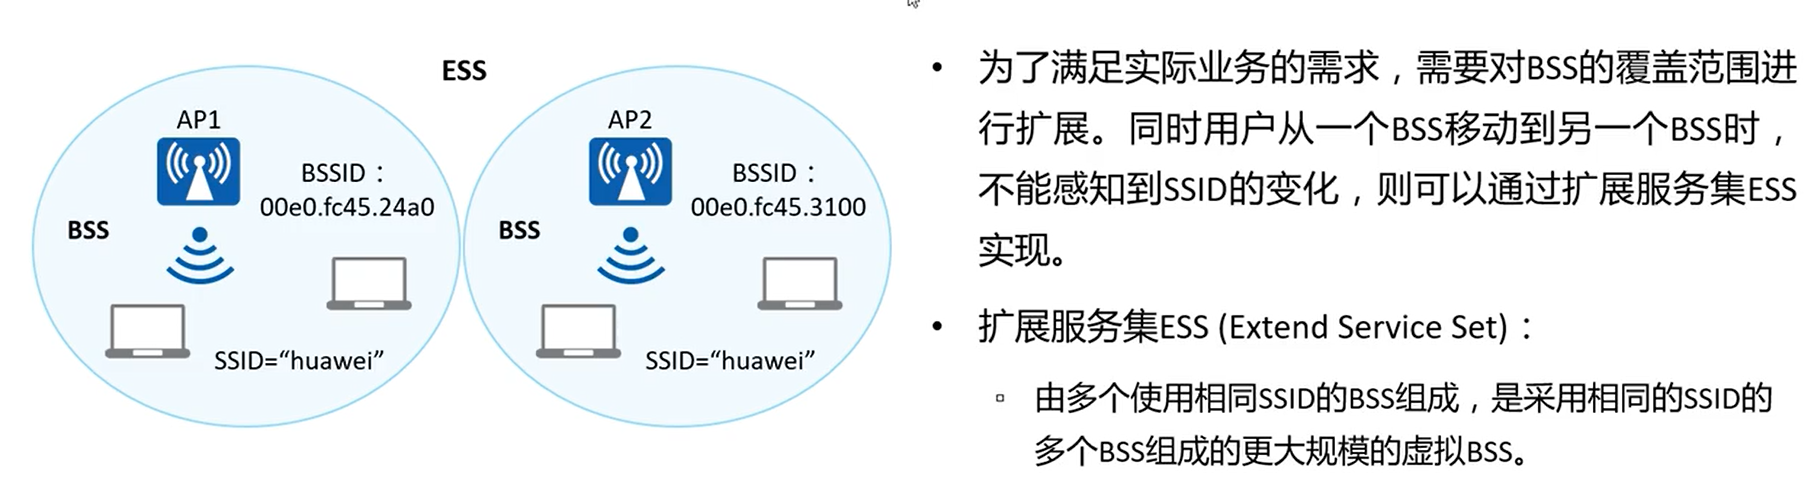 ESS
AP1
BSSID：
00e0.fc45.24a0
BSS
SSID=“huawei”
AP2
BSSID：
00e0.fc45.3100
BSS
SSID=“huawei”
• 为了满足实际业务的需求，需要对BSS的覆盖范围进
行扩展。同时用户从一个BSS移动到另一个BSS时，
不能感知到SSID的变化，则可以通过扩展服务集ESS
实现。
• 扩展服务集ESS (Extend Service Set)：
▫ 由多个使用相同SSID的BSS组成，是采用相同的SSID的
多个BSS组成的更大规模的虚拟BSS。